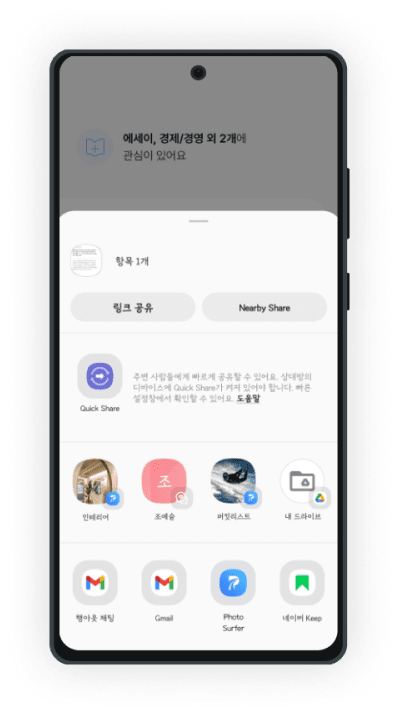 에세이, 경제/경영 외 2개에
관심이 있어요
항목 1개
링크 공유
Nearby Share
Quick Share
주변 사람들에게 빠르게 공유할 수 있어요. 상대방의
디바이스에 Quick Share가 켜져 있어야 합니다. 빠른
설정창에서 확인할 수 있어요. 도움말
조
인테리어
조예솔
버킷리스트
내 드라이브
행아웃 채팅
Gmail
Photo
Surfer
네이버 Keep